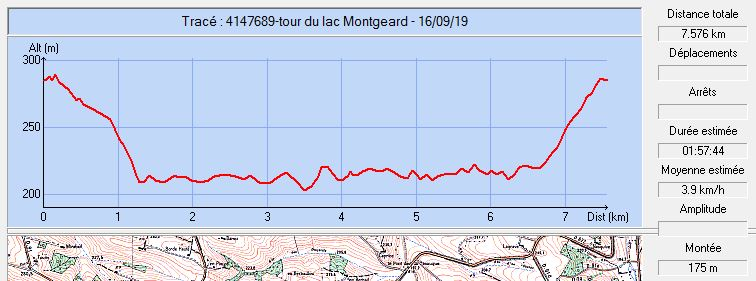 Tracé : 4147689-tour du lac Montgeard - 16/09/19
Alt (m)
300
250
200
0 1 2 3 4 5 6 7 Dist (km)
Distance totale
7.576 km
Déplacements
Arrêts
Durée estimée
01:57:44
Moyenne estimée
3.9 km/h
Amplitude
Montée
175 m
Borde Haute